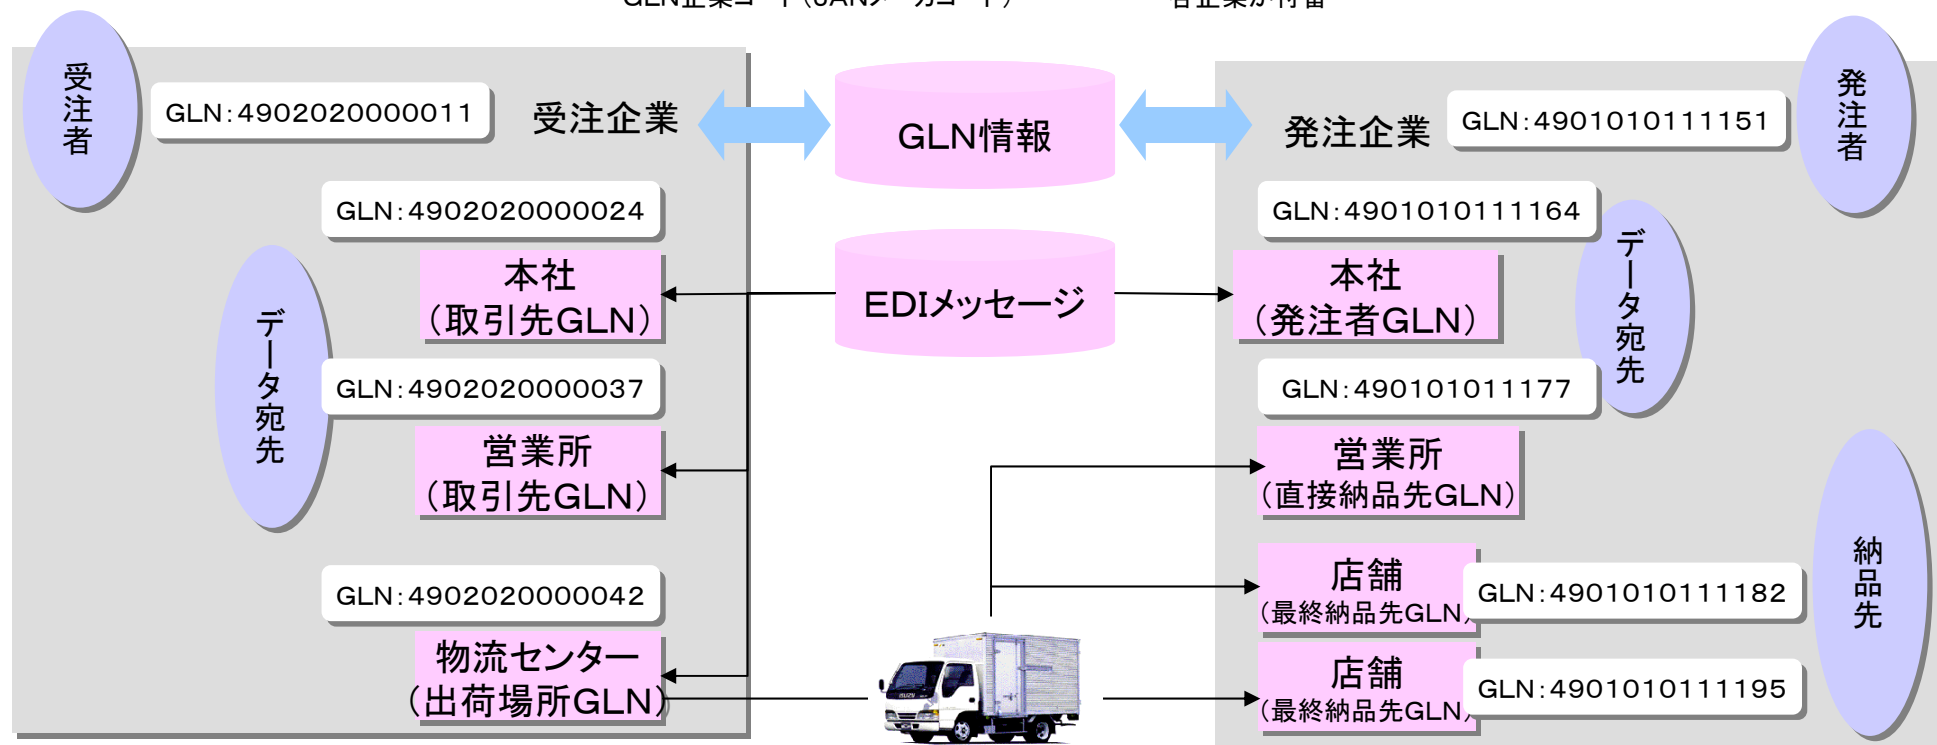 受注者
GLN:4902020000011
受注企業
GLN情報
発注企業
GLN:4901010111151
発注者
GLN:4902020000024
本社
(取引先GLN)
EDIメッセージ
GLN:4901010111164
本社
(発注者GLN)
データ宛先
データ宛先
GLN:4902020000037
営業所
(取引先GLN)
GLN:490101011177
営業所
(直接納品先GLN)
GLN:4902020000042
物流センター
(出荷場所GLN)
店舗
(最終納品先GLN)
GLN:4901010111182
店舗
(最終納品先GLN)
GLN:4901010111195
納品先
ISUZU